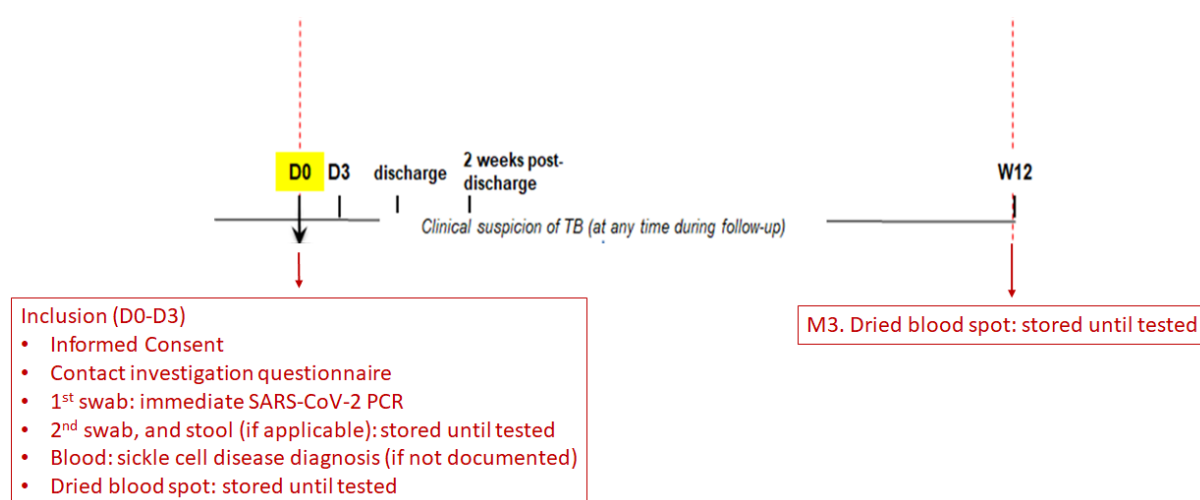 D0 D3 discharge 2 weeks post-
discharge
W12
Clinical suspicion of TB (at any time during follow-up)
Inclusion (D0-D3)
• Informed Consent
• Contact investigation questionnaire
• 1st swab: immediate SARS-CoV-2 PCR
• 2nd swab, and stool (if applicable): stored until tested
• Blood: sickle cell disease diagnosis (if not documented)
• Dried blood spot: stored until tested
M3. Dried blood spot: stored until tested